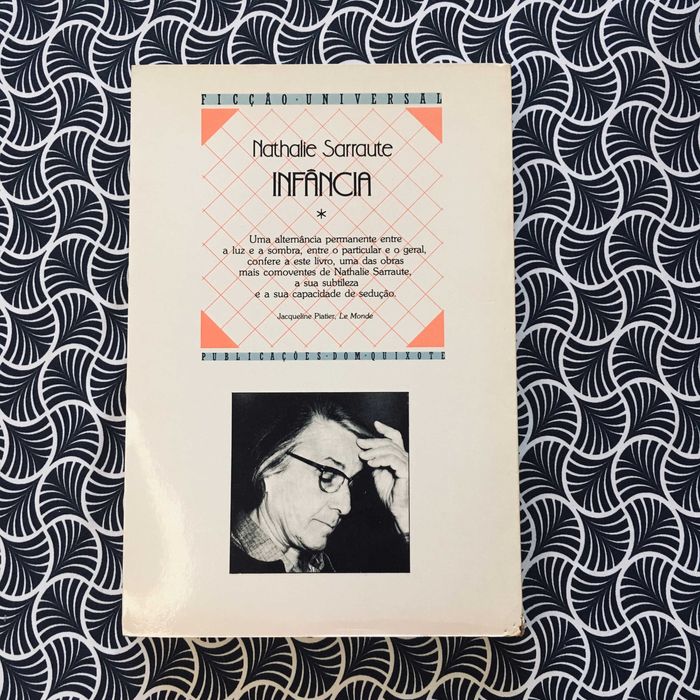 FICÇÃO·UNIVERSAL
Nathalie Sarraute
INFÂNCIA
*
Uma alternância permanente entre
a luz e a sombra, entre o particular e o geral,
confere a este livro, uma das obras
mais comoventes de Nathalie Sarraute,
a sua subtileza
e a sua capacidade de sedução.
Jacqueline Piatier, Le Monde
PUBLICAÇÕES·DOM·QUIXOTE